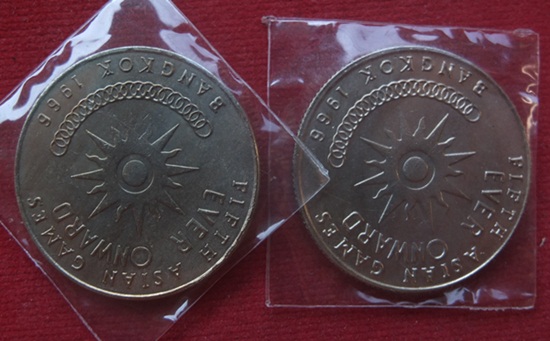 FIFTH ASIAN GAMES
EVER
ONWARD
BANGKOK 1966
FIFTH ASIAN GAMES
EVER
ONWARD
BANGKOK 1966